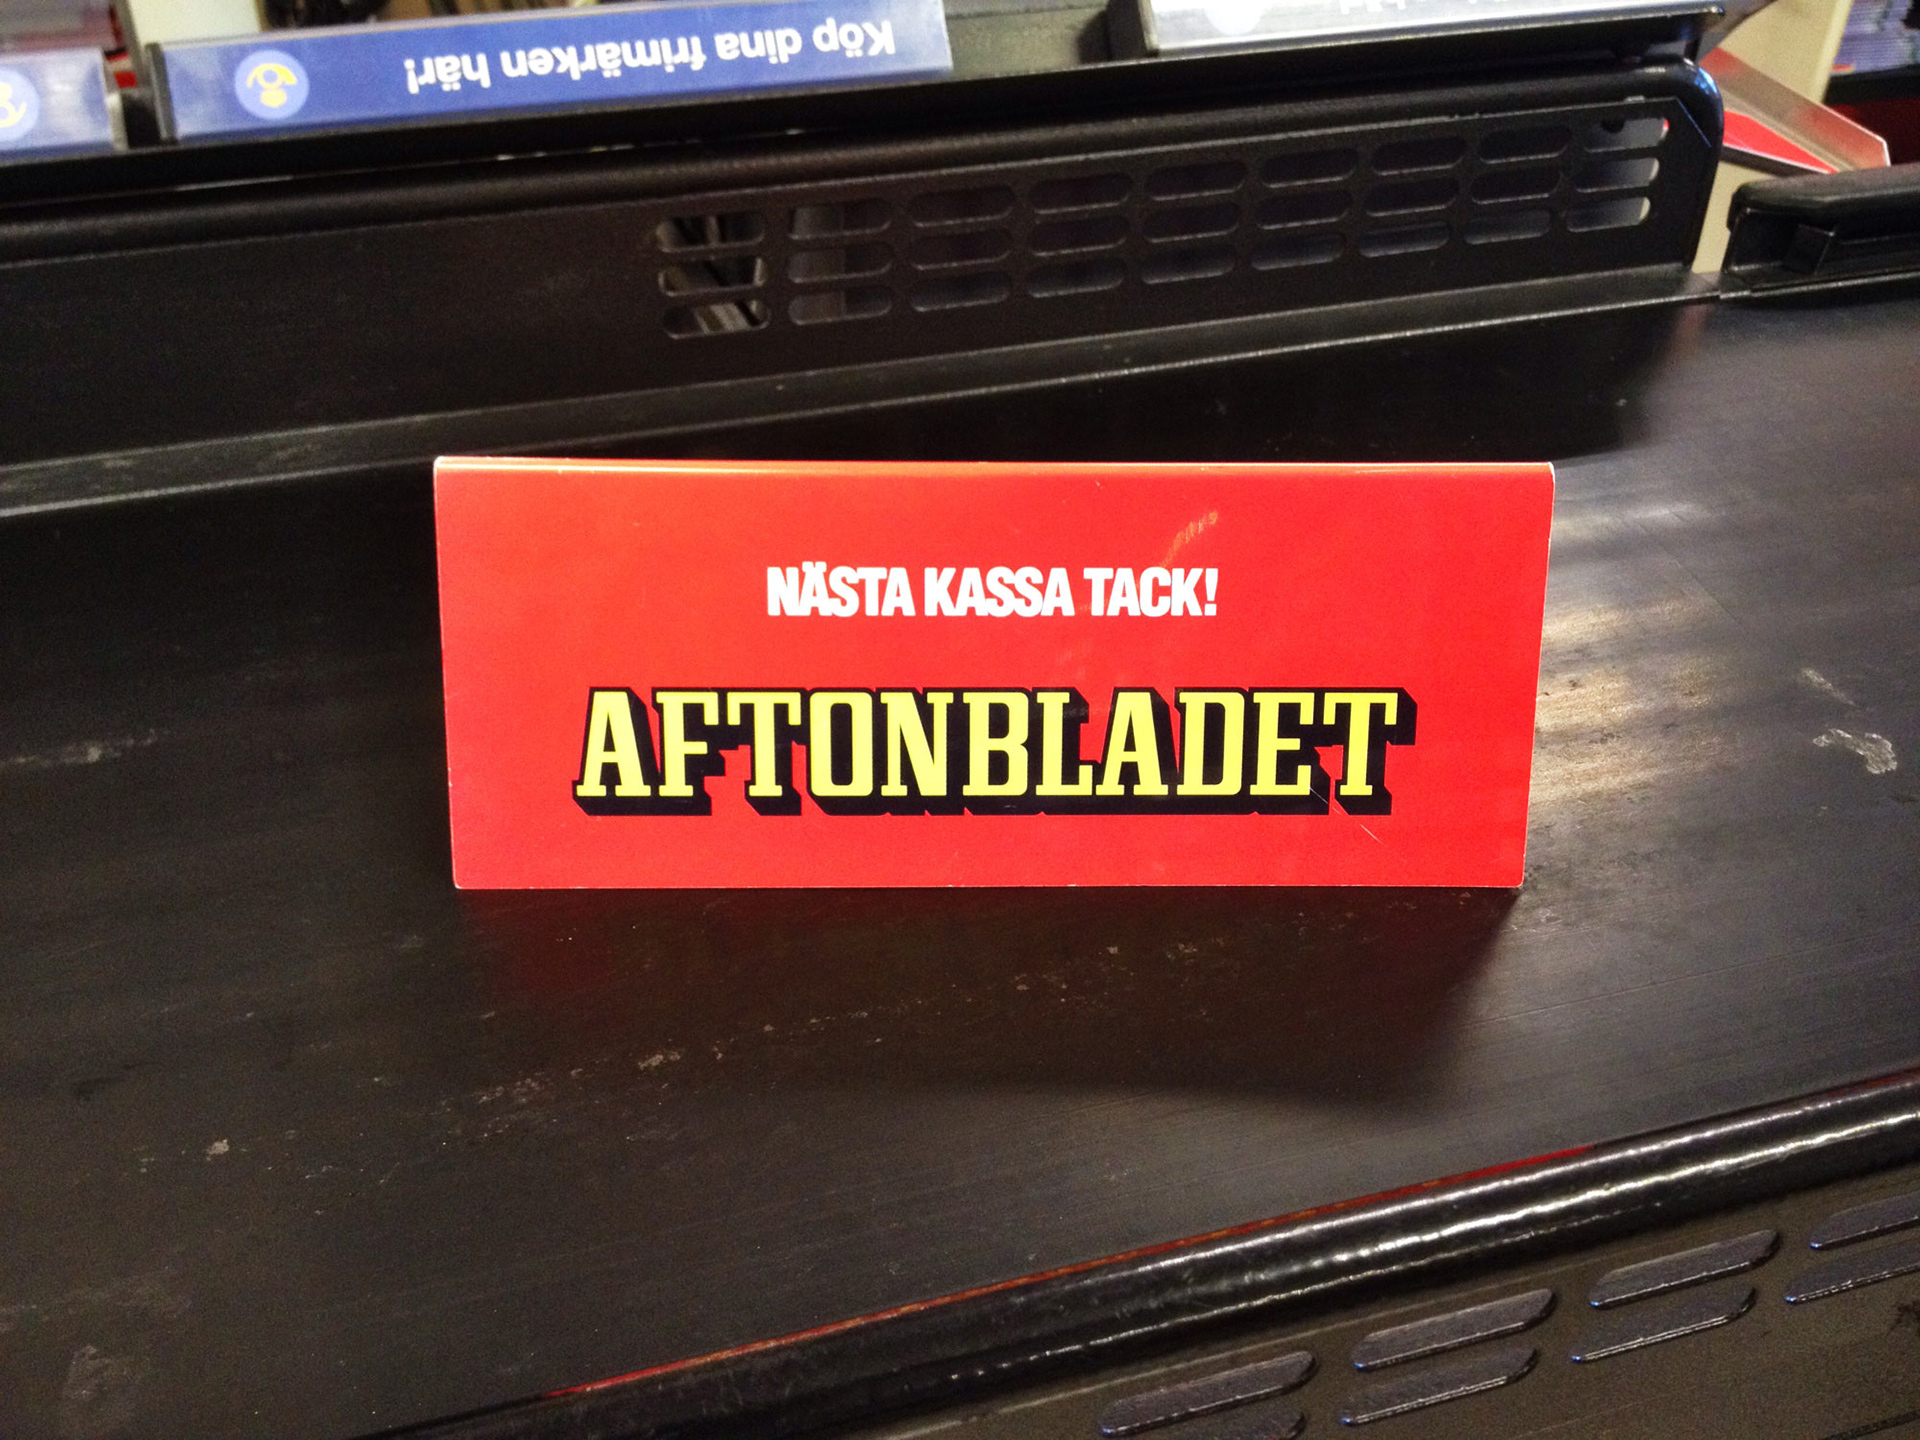 Köp dina frimärken här!
NÄSTA KASSA TACK!
AFTONBLADET